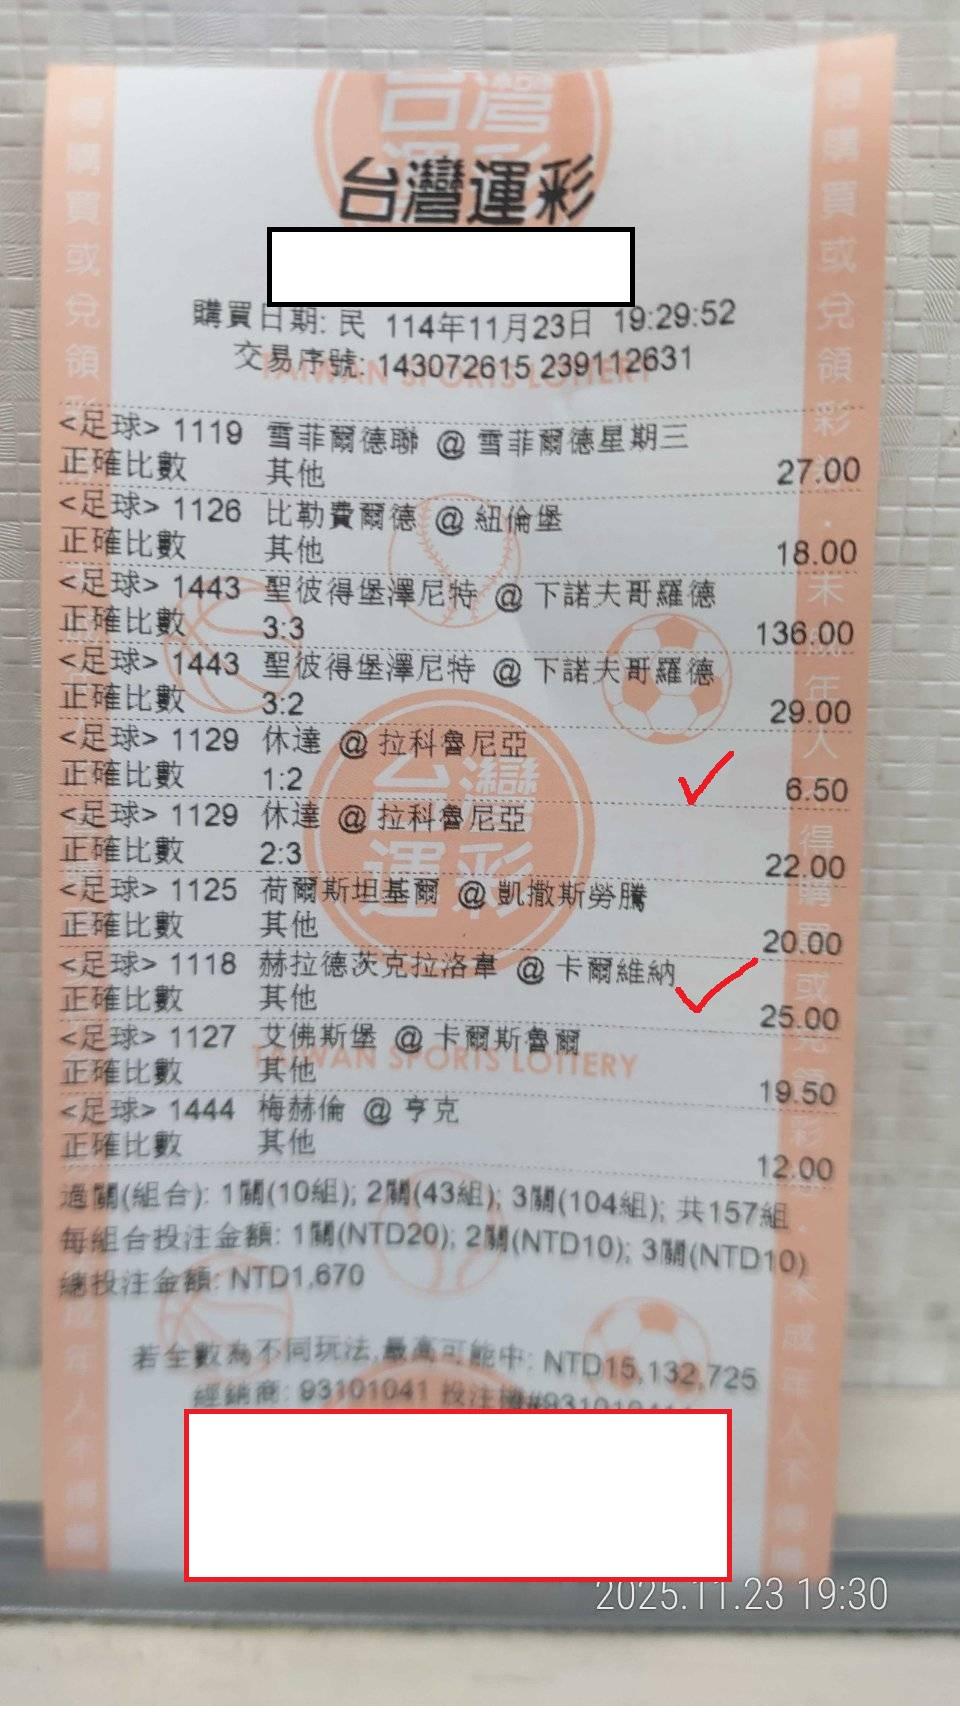 台灣運彩
購買日期: 民 114年11月23日 19:29:52
交易序號: 143072615 239112631
TAIWAN SPORTS LOTTERY
<足球> 1119 雪菲爾德聯 @ 雪菲爾德星期三
正確比數 其他 27.00
<足球> 1126 比勒費爾德 @ 紐倫堡
正確比數 其他 18.00
<足球> 1443 聖彼得堡澤尼特 @ 下諾夫哥羅德
正確比數 3:3 136.00
<足球> 1443 聖彼得堡澤尼特 @ 下諾夫哥羅德
正確比數 3:2 29.00
<足球> 1129 休達 @ 拉科魯尼亞
正確比數 1:2 6.50
<足球> 1129 休達 @ 拉科魯尼亞
正確比數 2:3 22.00
台灣運彩
<足球> 1125 荷爾斯坦基爾 @ 凱撒斯勞騰
正確比數 其他 20.00
<足球> 1118 赫拉德茨克拉洛韋 @ 卡爾維納
正確比數 其他 25.00
<足球> 1127 艾佛斯堡 @ 卡爾斯魯爾
TAIWAN SPORTS LOTTERY
正確比數 其他 19.50
<足球> 1444 梅赫倫 @ 亨克
正確比數 其他 12.00
過關(組合): 1關(10組); 2關(43組); 3關(104組); 共157組
每組合投注金額: 1關(NTD20); 2關(NTD10); 3關(NTD10)
總投注金額: NTD1,670
若全數為不同玩法,最高可能中: NTD15,132,725
經銷商: 93101041 投注機#
2025.11.23 19:30